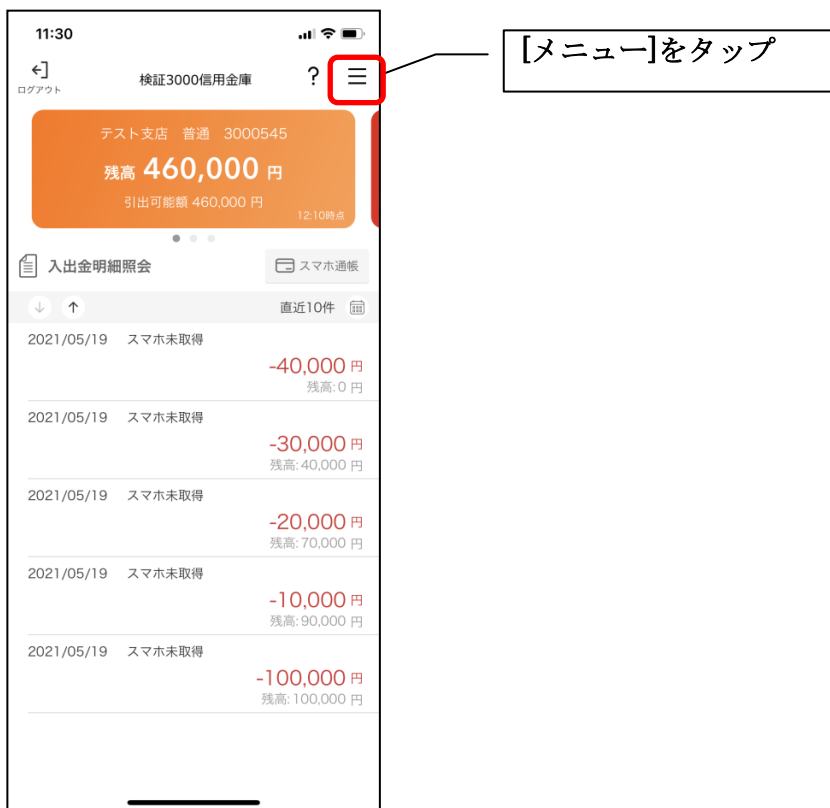 11:30
ログアウト
検証3000信用金庫
?
[メニュー]をタップ
テスト支店 普通 3000545
残高 460,000 円
引出可能額 460,000 円
12:10時点
入出金明細照会
スマホ通帳
直近10件
2021/05/19 スマホ未取得
-40,000 円
残高:0 円
2021/05/19 スマホ未取得
-30,000 円
残高:40,000 円
2021/05/19 スマホ未取得
-20,000 円
残高:70,000 円
2021/05/19 スマホ未取得
-10,000 円
残高:90,000 円
2021/05/19 スマホ未取得
-100,000 円
残高:100,000 円